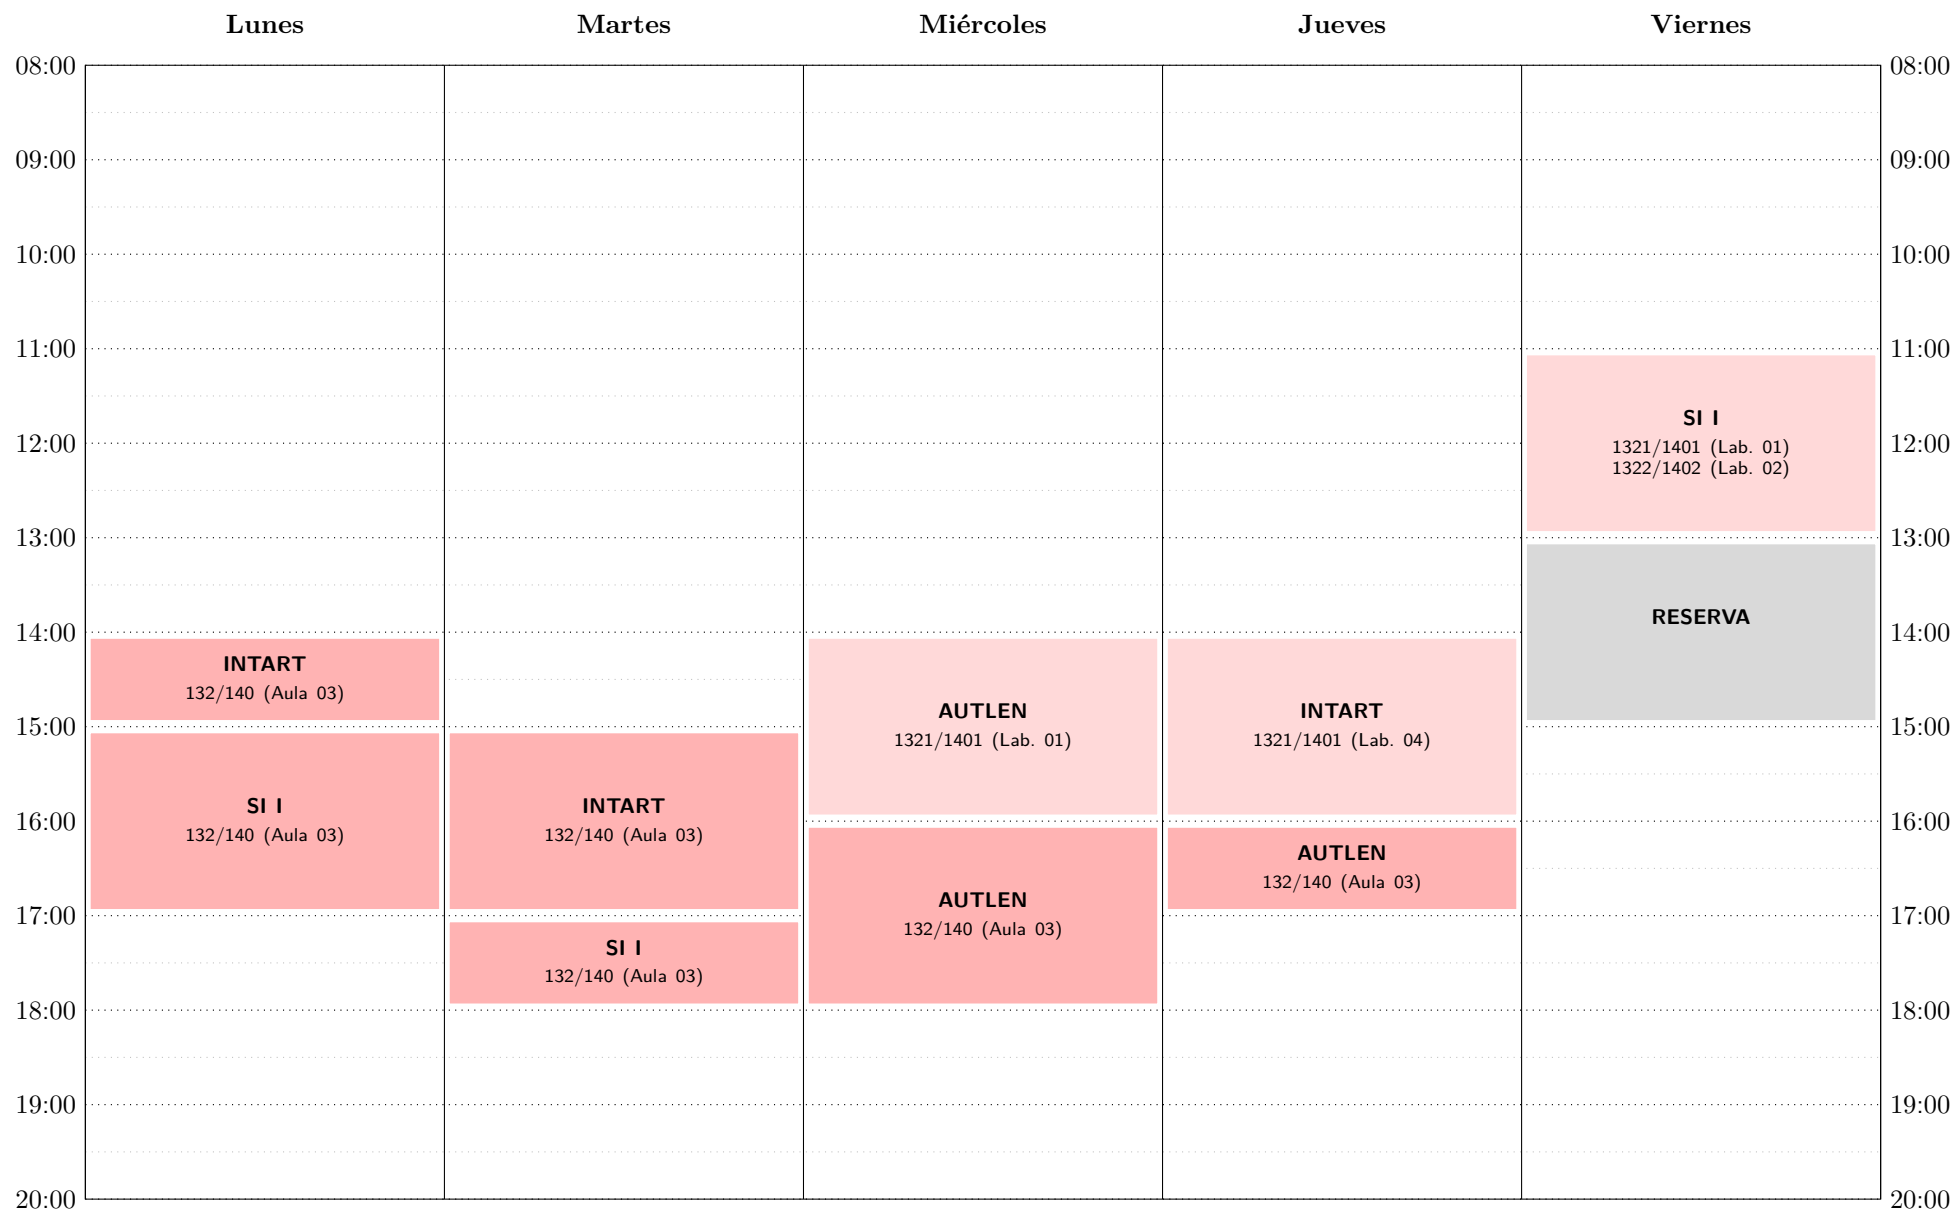 Lunes Martes Miércoles Jueves Viernes
08:00 08:00
09:00 09:00
10:00 10:00
11:00 11:00
SI I
12:00 1321/1401 (Lab. 01) 12:00
1322/1402 (Lab. 02)
13:00 13:00
RESERVA
14:00 14:00
INTART
132/140 (Aula 03)
AUTLEN INTART
15:00 1321/1401 (Lab. 01) 1321/1401 (Lab. 04) 15:00
SI I INTART
16:00 132/140 (Aula 03) 132/140 (Aula 03) 16:00
AUTLEN
132/140 (Aula 03)
AUTLEN
17:00 132/140 (Aula 03) 17:00
SI I
132/140 (Aula 03)
18:00 18:00
19:00 19:00
20:00 20:00